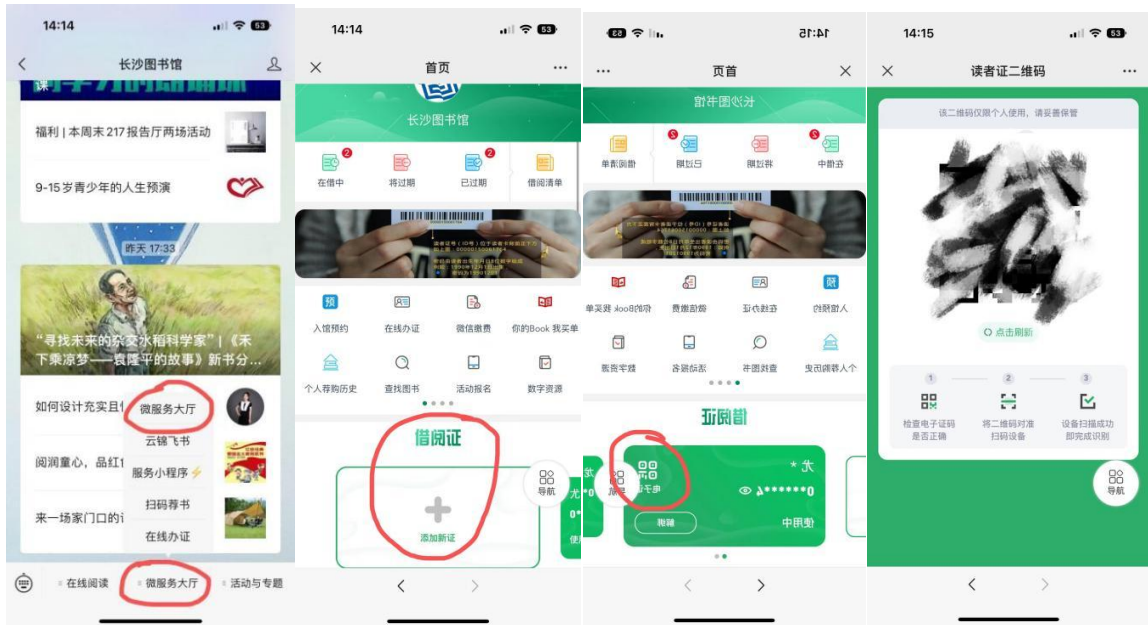 14:14
53
长沙图书馆
福利 | 本周末217报告厅两场活动
9-15岁青少年的人生预演
昨天 17:33
“寻找未来的杂交水稻科学家”|《禾
下乘凉梦——袁隆平的故事》新书分...
如何设计充实且
阅润童心,品红
来一场家门口的
微服务大厅
云锦飞书
服务小程序⚡
扫码荐书
在线办证
在线阅读
微服务大厅
活动与专题
14:14
53
首页
长沙图书馆
2
2
在借中
将过期
已过期
借阅清单
入馆预约
在线办证
微信缴费
你的Book 我买单
个人荐购历史
查找图书
活动报名
数字资源
借阅证
添加新证
导航
14:15
53
首页
长沙图书馆
2
2
在借中
将过期
已过期
借阅清单
入馆预约
在线办证
微信缴费
你的Book 我买单
个人荐购历史
查找图书
活动报名
数字资源
借阅证
尤 *
0******4
使用中
解绑
14:15
53
读者证二维码
该二维码仅限个人使用,请妥善保管
点击刷新
1
2
3
检查电子证码
是否正确
将二维码对准
扫码设备
设备扫描成功
即完成识别
导航